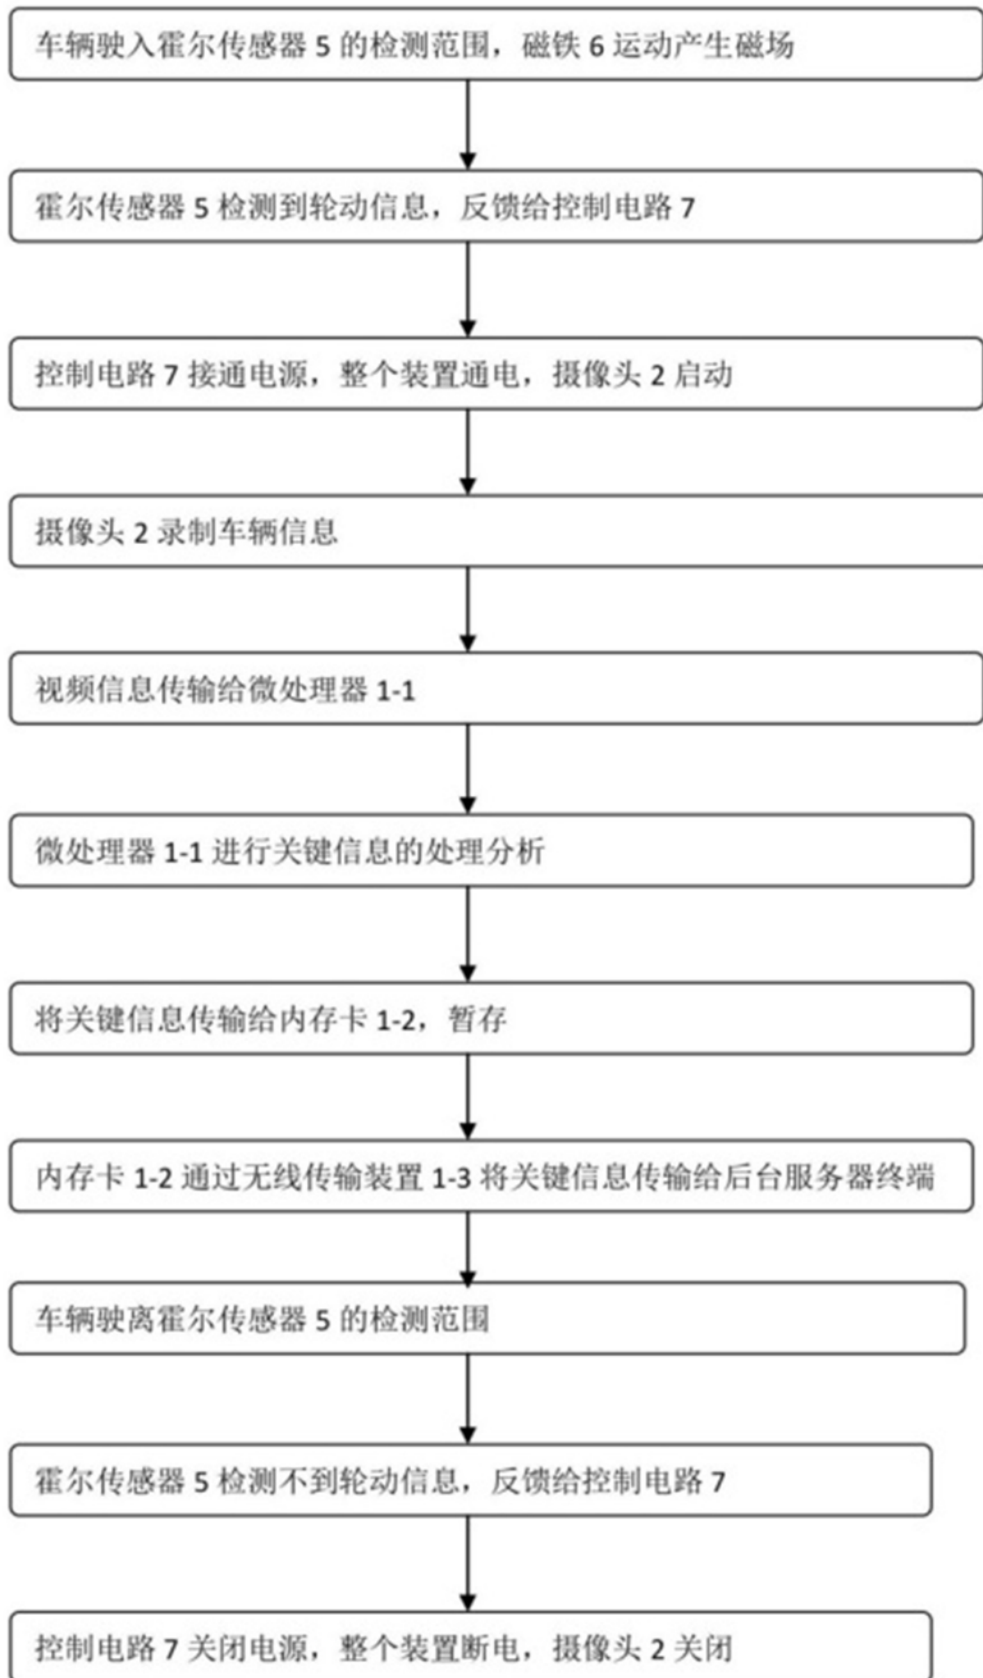 车辆驶入霍尔传感器 5 的检测范围，磁铁 6 运动产生磁场
霍尔传感器 5 检测到轮动信息，反馈给控制电路 7
控制电路 7 接通电源，整个装置通电，摄像头 2 启动
摄像头 2 录制车辆信息
视频信息传输给微处理器 1-1
微处理器 1-1 进行关键信息的处理分析
将关键信息传输给内存卡 1-2，暂存
内存卡 1-2 通过无线传输装置 1-3 将关键信息传输给后台服务器终端
车辆驶离霍尔传感器 5 的检测范围
霍尔传感器 5 检测不到轮动信息，反馈给控制电路 7
控制电路 7 关闭电源，整个装置断电，摄像头 2 关闭